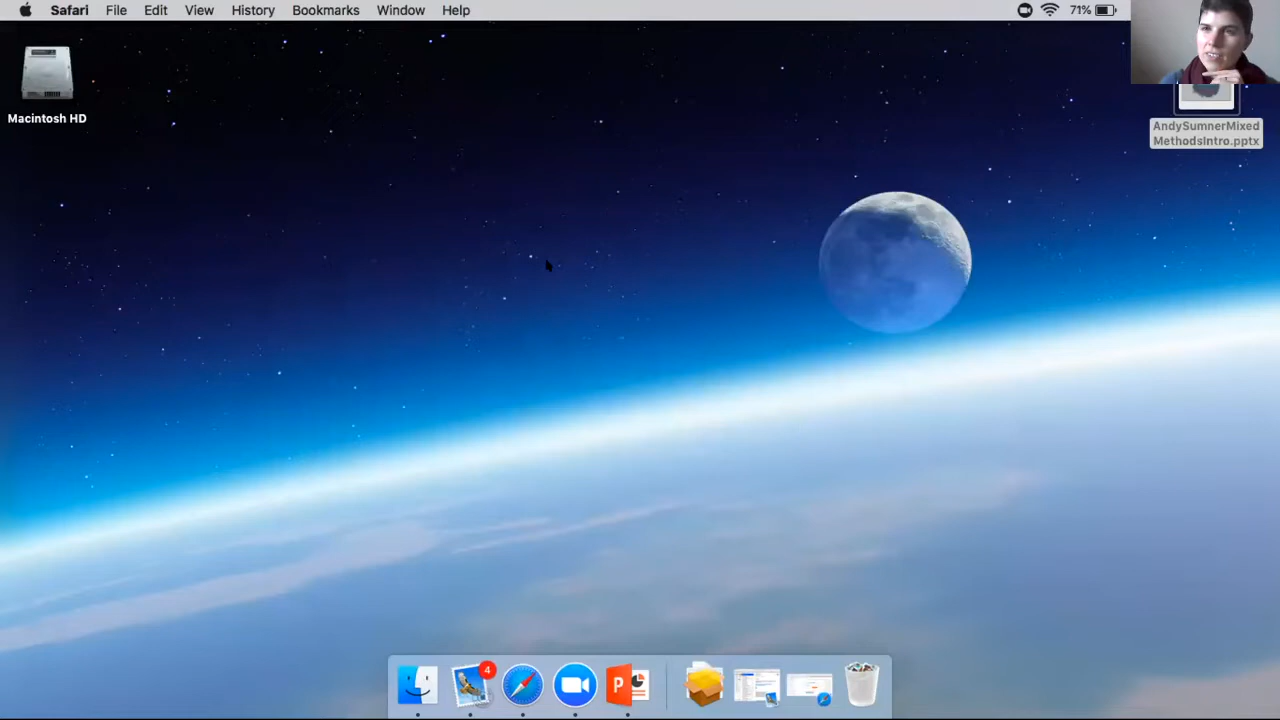 Safari File Edit View History Bookmarks Window Help 71%
Macintosh HD
AndySumnerMixed
MethodsIntro.pptx
4
P